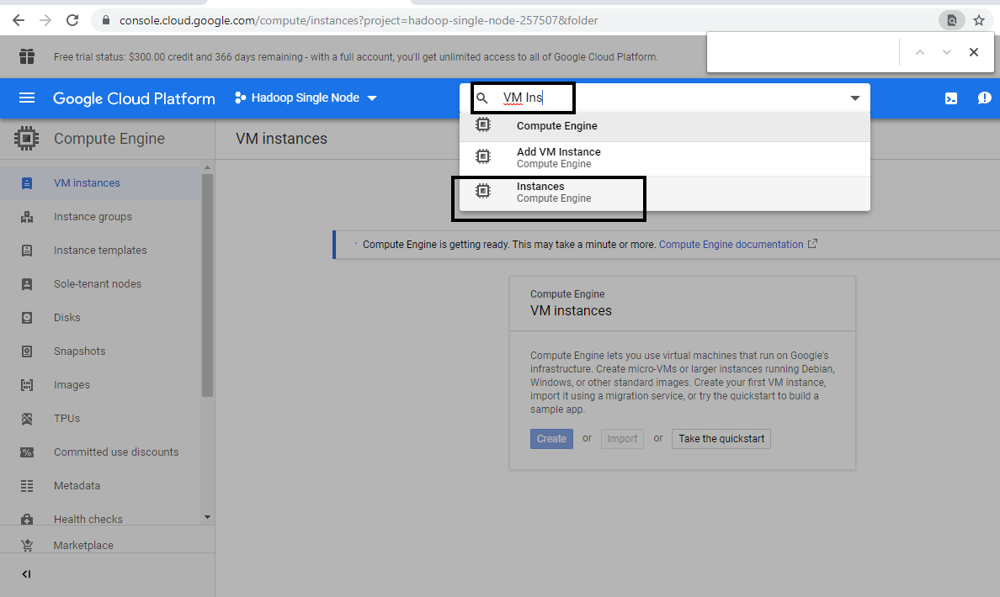 console.cloud.google.com/compute/instances?project=hadoop-single-node-257507&folder
Free trial status: $300.00 credit and 366 days remaining - with a full account, you'll get unlimited access to all of Google Cloud Platform.
Google Cloud Platform
Hadoop Single Node
VM Ins
Compute Engine
Add VM Instance
Compute Engine
Instances
Compute Engine
Compute Engine
VM instances
VM instances
Instance groups
Instance templates
Sole-tenant nodes
Disks
Snapshots
Images
TPUs
Committed use discounts
Metadata
Health checks
Marketplace
Compute Engine is getting ready. This may take a minute or more. Compute Engine documentation
Compute Engine
VM instances
Compute Engine lets you use virtual machines that run on Google's
infrastructure. Create micro-VMs or larger instances running Debian,
Windows, or other standard images. Create your first VM instance,
import it using a migration service, or try the quickstart to build a
sample app.
Create or Import or Take the quickstart